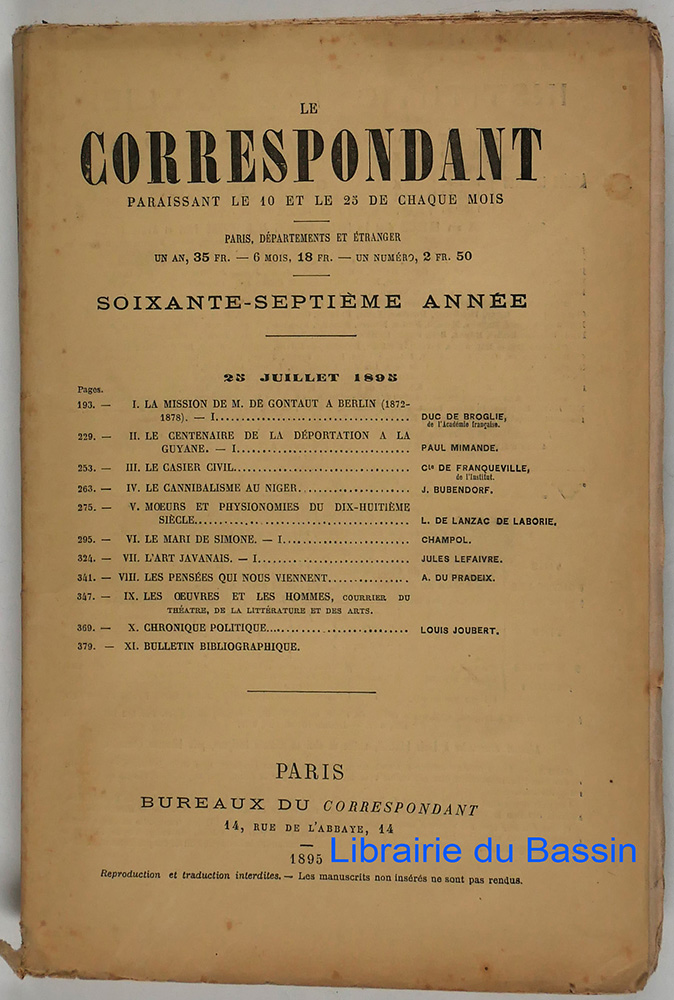 LE
CORRESPONDANT
PARAISSANT LE 10 ET LE 25 DE CHAQUE MOIS
PARIS, DÉPARTEMENTS ET ÉTRANGER
UN AN, 35 FR. — 6 MOIS, 18 FR. — UN NUMÉRO, 2 FR. 50
SOIXANTE-SEPTIÈME ANNÉE
25 JUILLET 1895
Pages.
193. — I. LA MISSION DE M. DE GONTAUT A BERLIN (1872-
1878). — I. DUC DE BROGLIE,
de l'Académie française.
229. — II. LE CENTENAIRE DE LA DÉPORTATION A LA
GUYANE. — I. PAUL MIMANDE.
253. — III. LE CASIER CIVIL. Cte DE FRANQUEVILLE,
de l'Institut.
263. — IV. LE CANNIBALISME AU NIGER. J. BUBENDORF.
275. — V. MŒURS ET PHYSIONOMIES DU DIX-HUITIÈME
SIÈCLE. L. DE LANZAC DE LABORIE.
295. — VI. LE MARI DE SIMONE. — I. CHAMPOL.
324. — VII. L'ART JAVANAIS. — I. JULES LEFAIVRE.
341. — VIII. LES PENSÉES QUI NOUS VIENNENT. A. DU PRADEIX.
347. — IX. LES ŒUVRES ET LES HOMMES, COURRIER DU
THÉATRE, DE LA LITTÉRATURE ET DES ARTS.
369. — X. CHRONIQUE POLITIQUE. LOUIS JOUBERT.
379. — XI. BULLETIN BIBLIOGRAPHIQUE.
PARIS
BUREAUX DU CORRESPONDANT
14, RUE DE L'ABBAYE, 14
1895
Librairie du Bassin
Reproduction et traduction interdites. — Les manuscrits non insérés ne sont pas rendus.